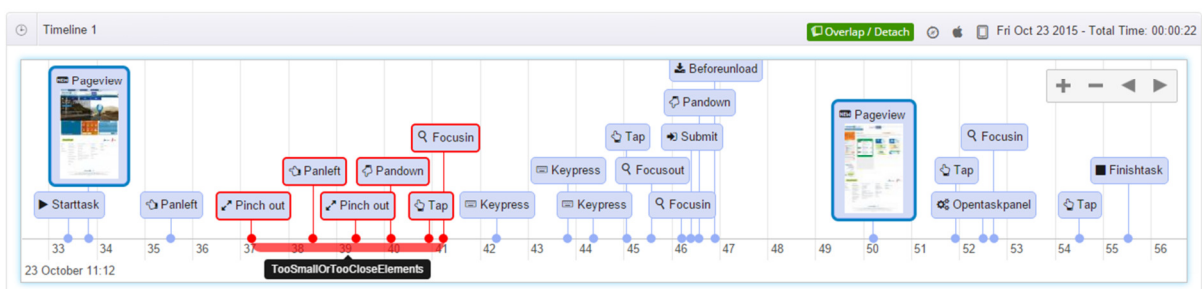 Timeline 1
Overlap / Detach
Fri Oct 23 2015 - Total Time: 00:00:22
Beforeunload
Pageview
Pandown
Pageview
Focusin
Tap
Submit
Focusin
Panleft
Pandown
Keypress
Focusout
Tap
Finishtask
Starttask
Panleft
Pinch out
Pinch out
Tap
Keypress
Keypress
Focusin
Opentaskpanel
Tap
33 34 35 36 37 38 39 40 41 42 43 44 45 46 47 48 49 50 51 52 53 54 55 56
23 October 11:12
TooSmallOrTooCloseElements